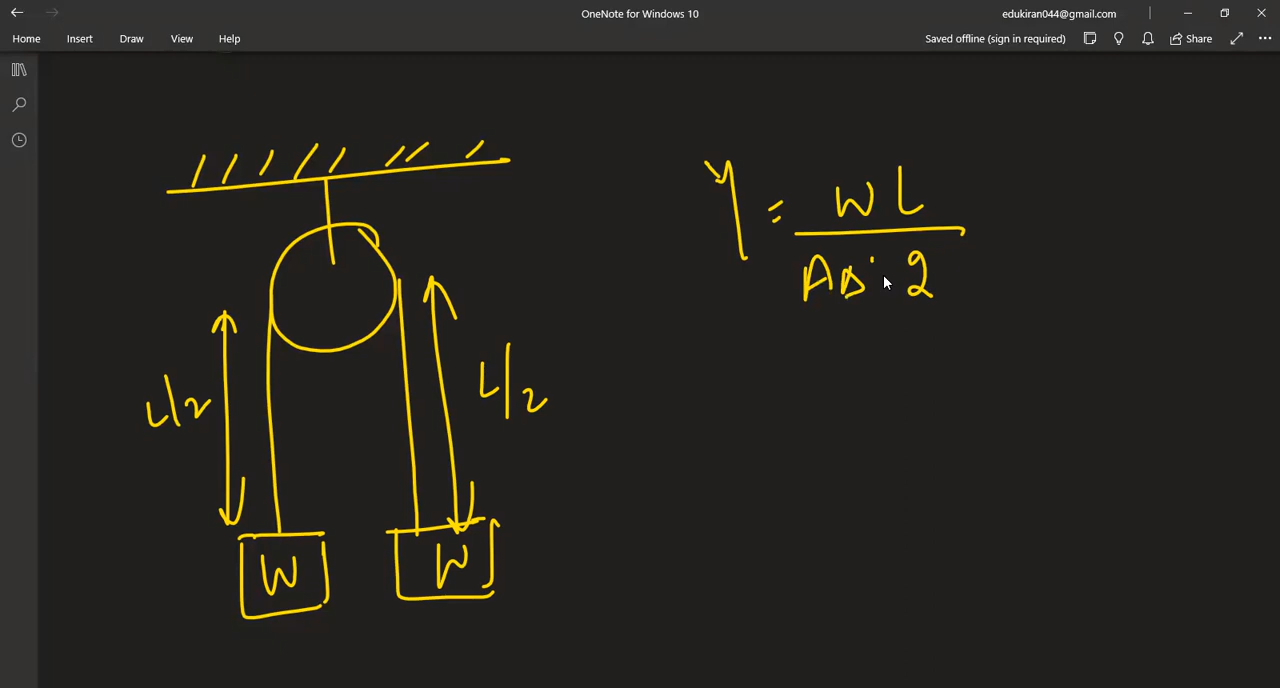 OneNote for Windows 10
edukiran044@gmail.com
Home Insert Draw View Help
Saved offline (sign in required)
Share
Y = WL
AΔ· 2
L/2
L/2
W
W